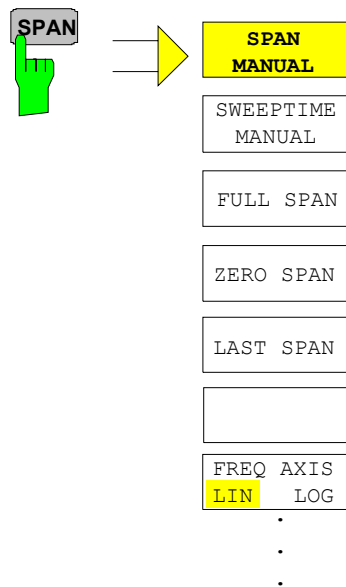 SPAN
SPAN
MANUAL
SWEEPTIME
MANUAL
FULL SPAN
ZERO SPAN
LAST SPAN
FREQ AXIS
LIN LOG
.
.
.